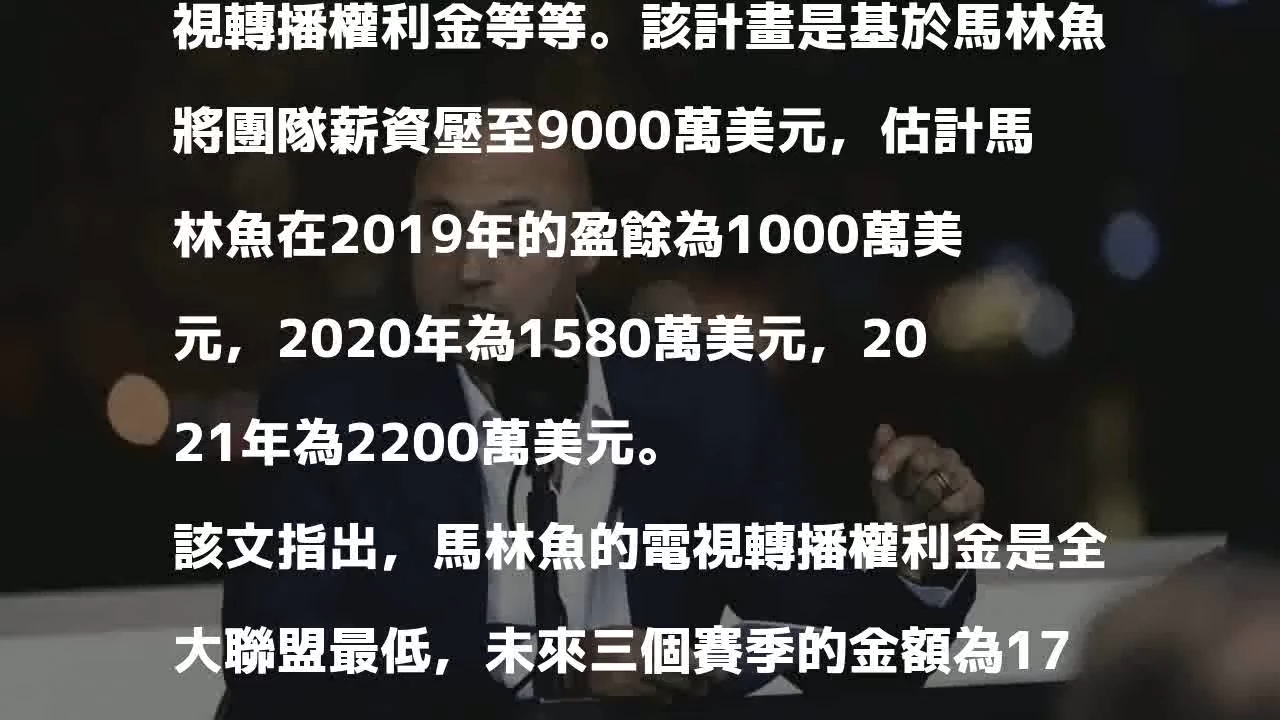 視轉播權利金等等。該計畫是基於馬林魚
將團隊薪資壓至9000萬美元，估計馬
林魚在2019年的盈餘為1000萬美
元，2020年為1580萬美元，20
21年為2200萬美元。
該文指出，馬林魚的電視轉播權利金是全
大聯盟最低，未來三個賽季的金額為17